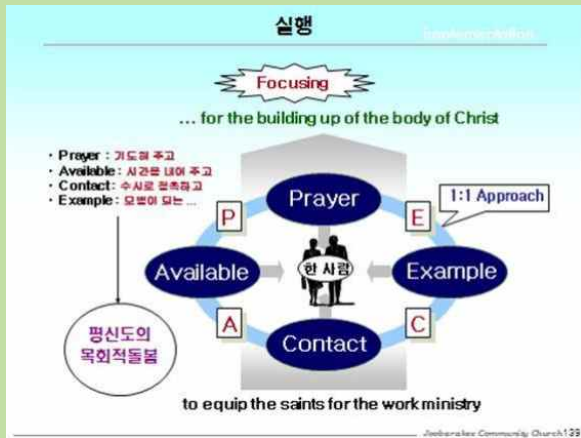 실행
Implementation
Focusing
... for the building up of the body of Christ
· Prayer : 기도해 주고
· Available : 시간을 내어 주고
· Contact : 수시로 접촉하고
· Example : 모범이 되는 ...
1:1 Approach
Prayer
P
E
Available
한 사람
Example
A
C
Contact
평신도의
목회적돌봄
to equip the saints for the work ministry
Community Church 139